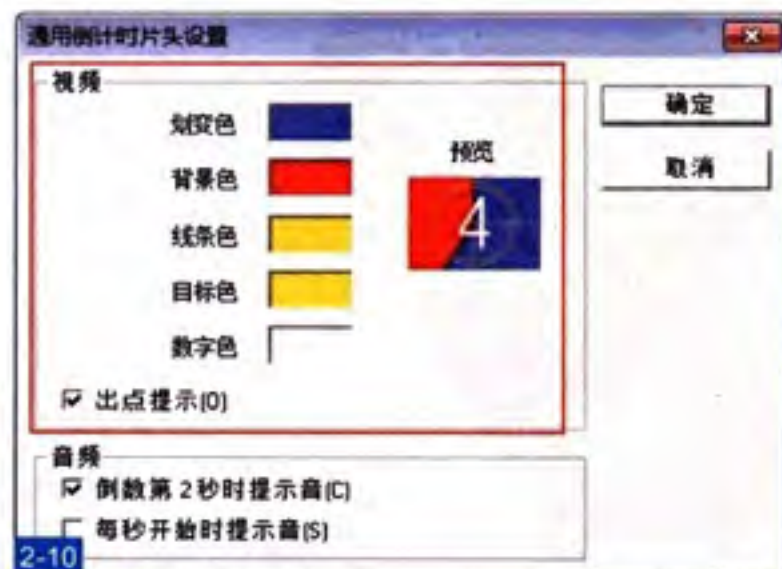 通用倒计时片头设置
视频
划变色
背景色
线条色
目标色
数字色
出点提示(O)
预览
4
确定
取消
音频
倒数第2秒时提示音(C)
每秒开始时提示音(S)
2-10